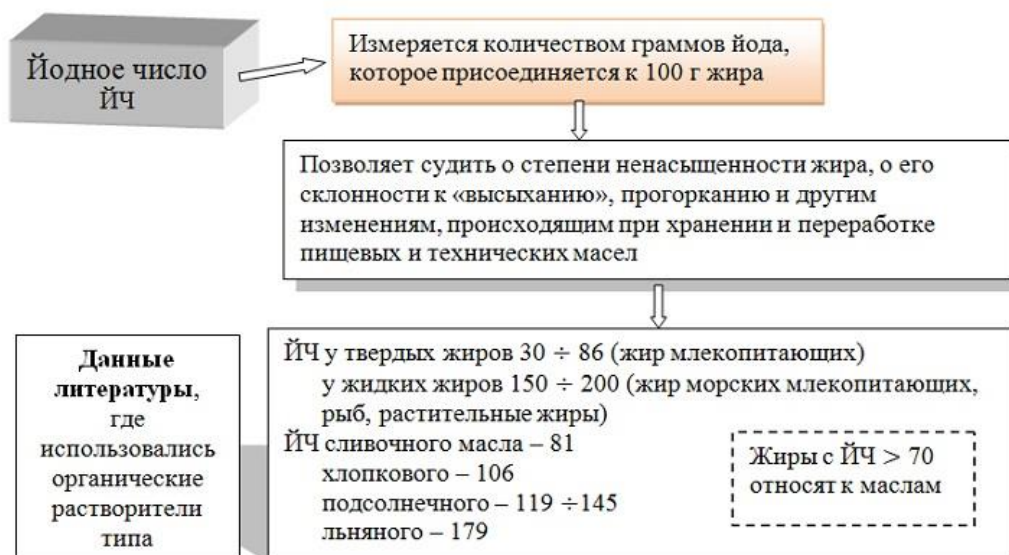 Йодное число
ЙЧ
Измеряется количеством граммов йода,
которое присоединяется к 100 г жира
Позволяет судить о степени ненасыщенности жира, о его
склонности к «высыханию», прогорканию и другим
изменениям, происходящим при хранении и переработке
пищевых и технических масел
Данные
литературы,
где
использовались
органические
растворители
типа
ЙЧ у твердых жиров 30 ÷ 86 (жир млекопитающих)
у жидких жиров 150 ÷ 200 (жир морских млекопитающих,
рыб, растительные жиры)
ЙЧ сливочного масла – 81
хлопкового – 106
подсолнечного – 119 ÷145
льняного – 179
Жиры с ЙЧ > 70
относят к маслам